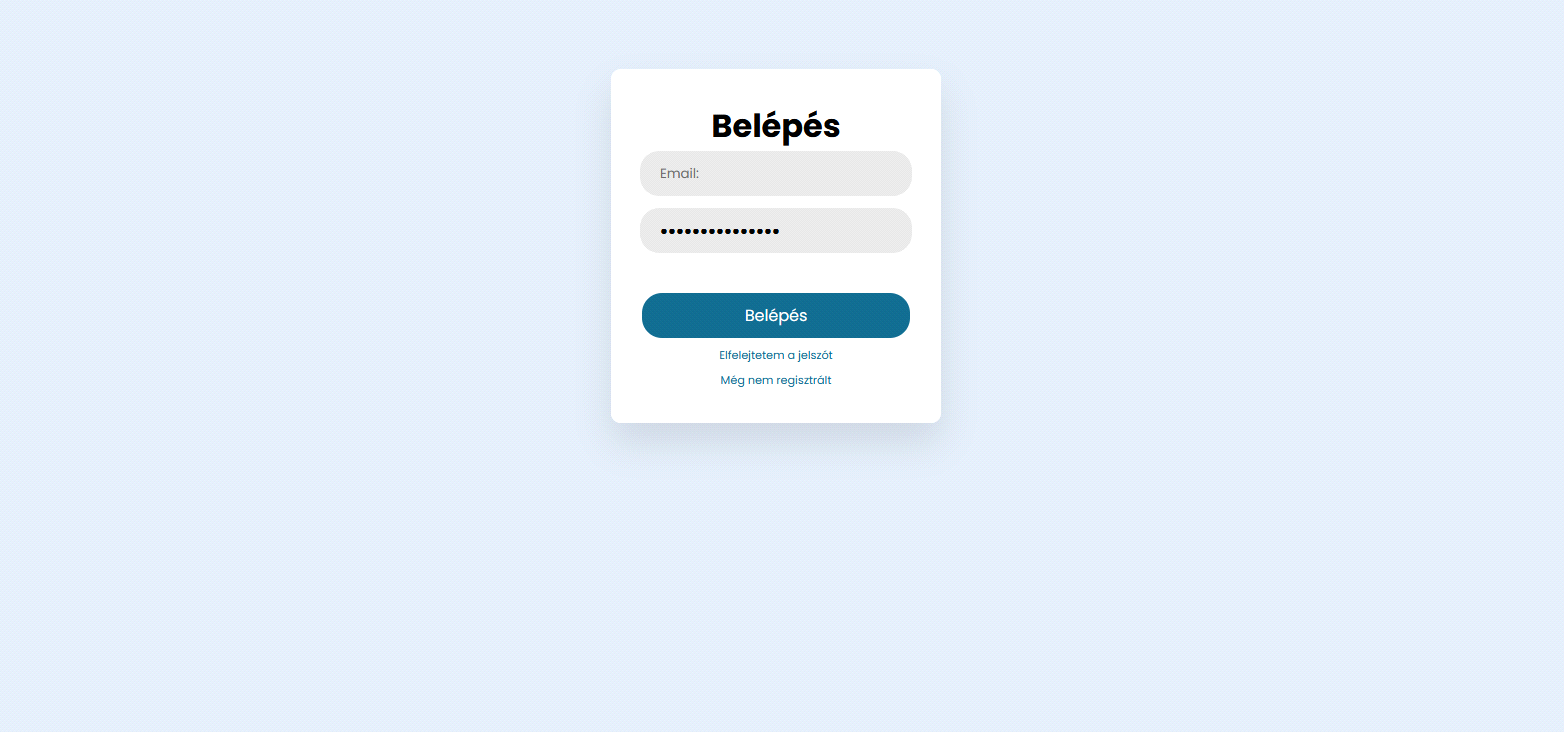 Belépés
Email:
•••••••••••••••
Belépés
Elfelejtetem a jelszót
Még nem regisztrált